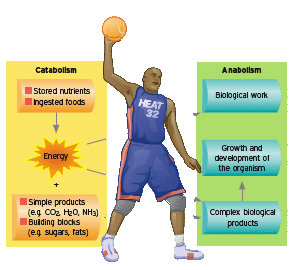 Catabolism
Stored nutrients
Ingested foods
Energy
+
Simple products
(e.g. CO2, H2O, NH3)
Building blocks
(e.g. sugars, fats)
HEAT
32
Anabolism
Biological work
Growth and
development of
the organism
Complex biological
products